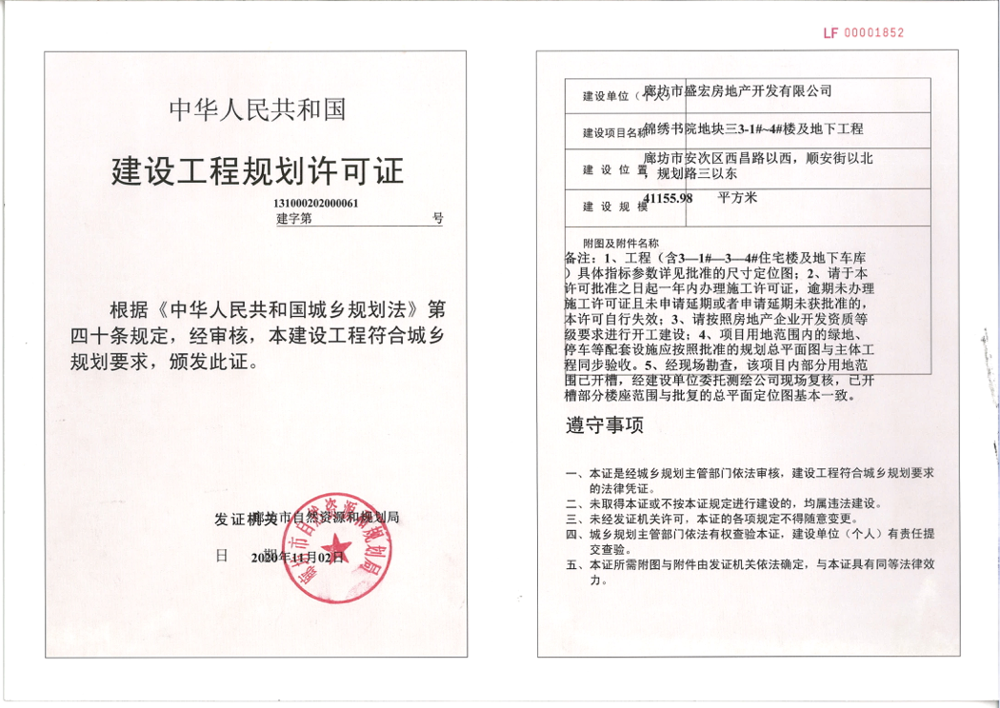 LF 00001852
中华人民共和国
建设工程规划许可证
131000202000061
建字第 号
根据《中华人民共和国城乡规划法》第
四十条规定，经审核，本建设工程符合城乡
规划要求，颁发此证。
发证机关 廊坊市自然资源和规划局
日 期 2020年11月02日
廊坊市自然资源和规划局
建设单位（个人） 廊坊市盛宏房地产开发有限公司
建设项目名称 锦绣书院地块三3-1#~4#楼及地下工程
建设位置 廊坊市安次区西昌路以西，顺安街以北
，规划路三以东
建设规模 41155.98 平方米
附图及附件名称
备注：1、工程（含3—1#—3—4#住宅楼及地下车库
）具体指标参数详见批准的尺寸定位图；2、请于本
许可批准之日起一年内办理施工许可证，逾期未办理
施工许可证且未申请延期或者申请延期未获批准的，
本许可自行失效；3、请按照房地产企业开发资质等
级要求进行开工建设；4、项目用地范围内的绿地、
停车等配套设施应按照批准的规划总平面图与主体工
程同步验收。5、经现场勘查，该项目内部分用地范
围已开槽，经建设单位委托测绘公司现场复核，已开
槽部分楼座范围与批复的总平面定位图基本一致。
遵守事项
一、本证是经城乡规划主管部门依法审核，建设工程符合城乡规划要求
的法律凭证。
二、未取得本证或不按本证规定进行建设的，均属违法建设。
三、未经发证机关许可，本证的各项规定不得随意变更。
四、城乡规划主管部门依法有权查验本证，建设单位（个人）有责任提
交查验。
五、本证所需附图与附件由发证机关依法确定，与本证具有同等法律效
力。